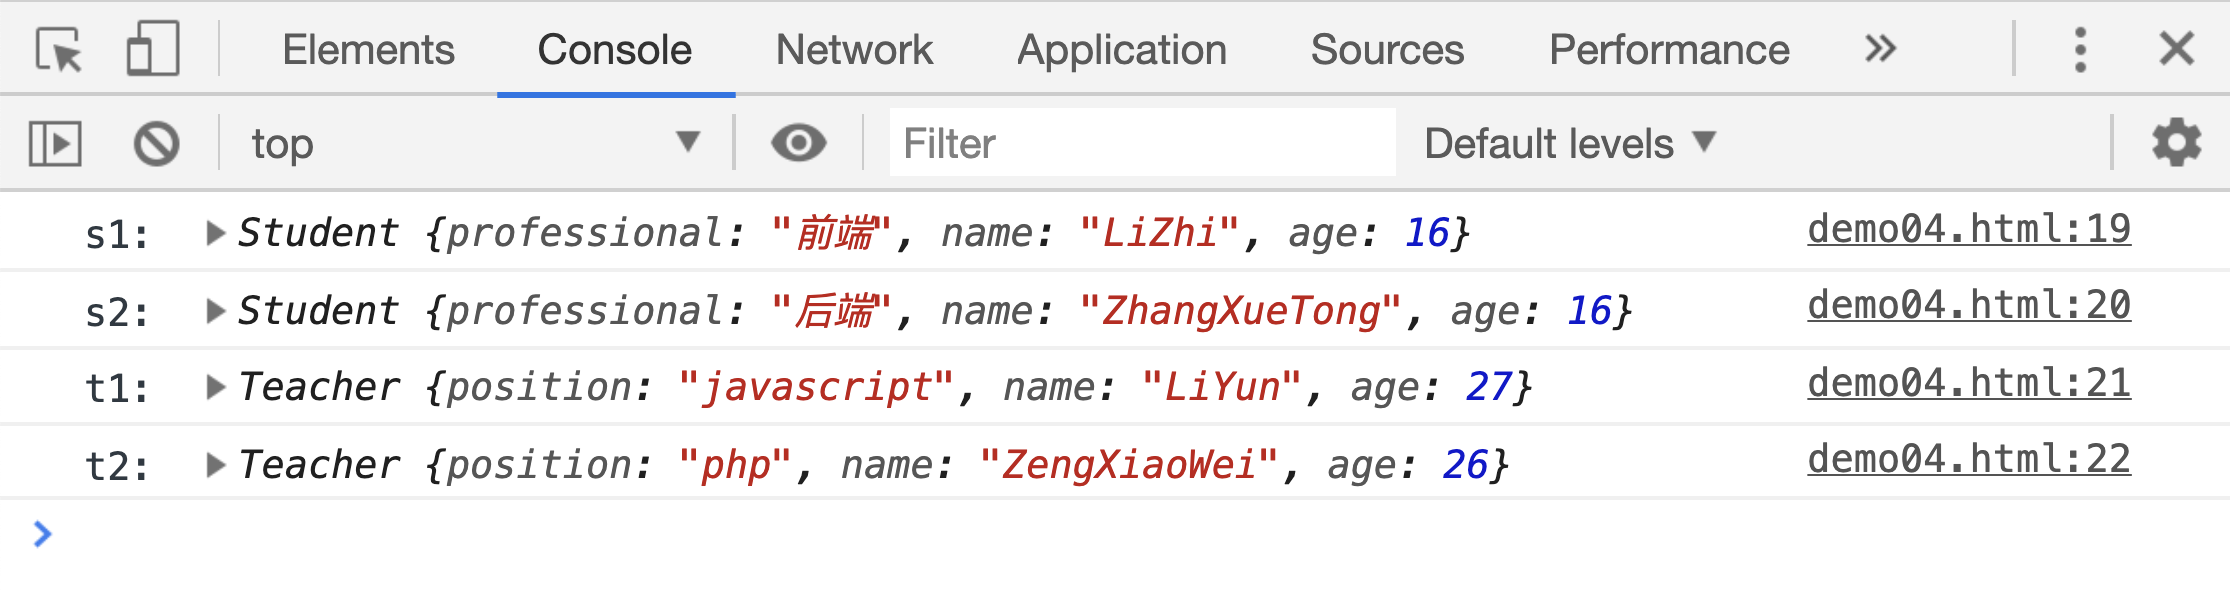 Elements Console Network Application Sources Performance
top Filter Default levels
s1: Student {professional: "前端", name: "LiZhi", age: 16} demo04.html:19
s2: Student {professional: "后端", name: "ZhangXueTong", age: 16} demo04.html:20
t1: Teacher {position: "javascript", name: "LiYun", age: 27} demo04.html:21
t2: Teacher {position: "php", name: "ZengXiaoWei", age: 26} demo04.html:22